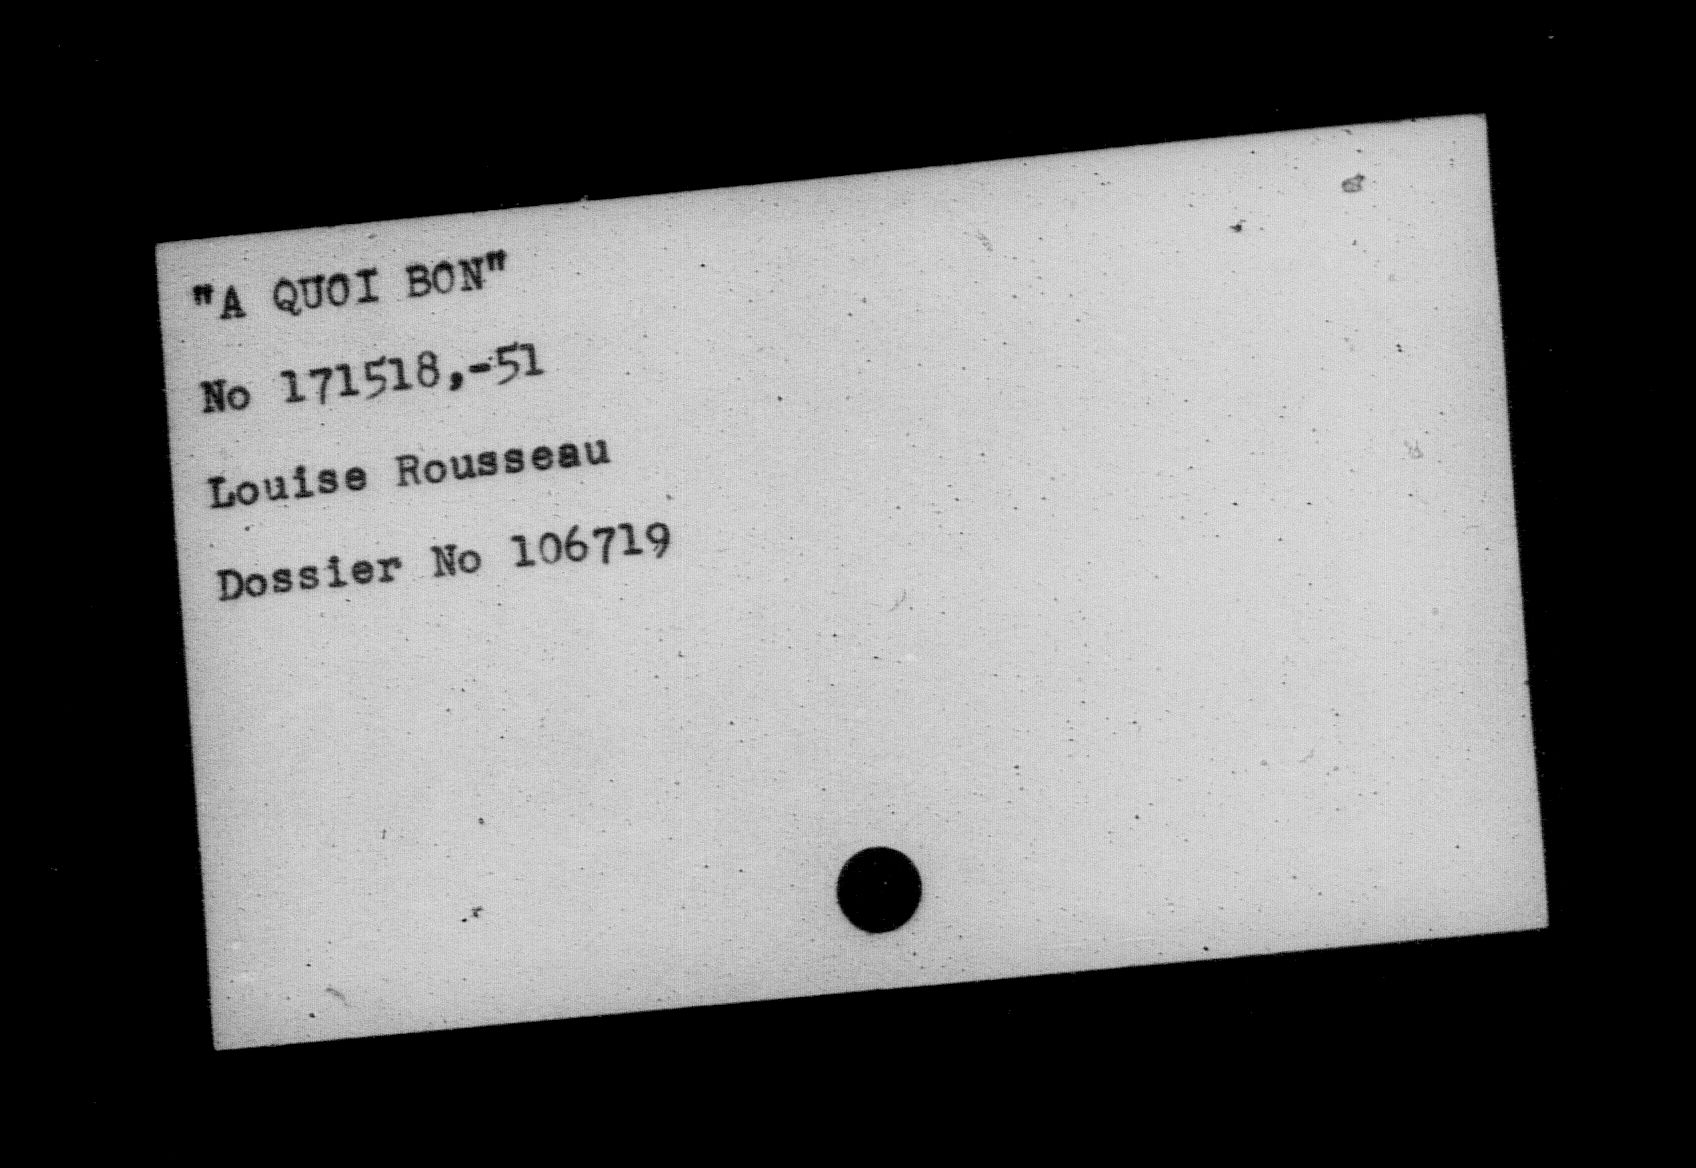 "A QUOI BON"
No 171518,-51
Louise Rousseau
Dossier No 106719